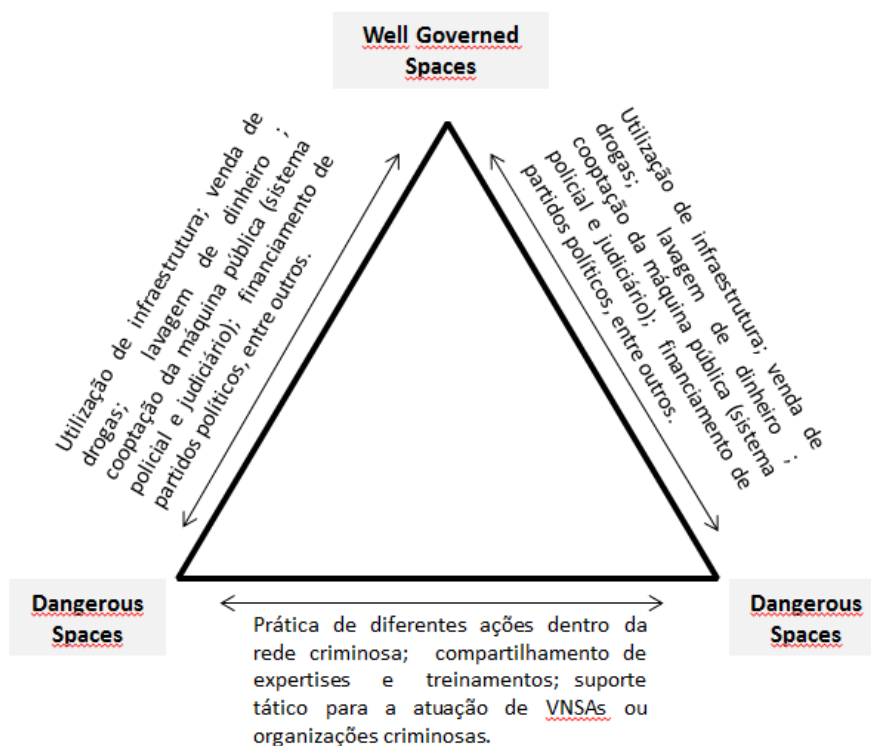 Well Governed
Spaces
Utilização de infraestrutura; venda de
drogas; lavagem de dinheiro ;
cooptação da máquina pública (sistema
policial e judiciário); financiamento de
partidos políticos, entre outros.
Utilização de infraestrutura; venda de
drogas; lavagem de dinheiro ;
cooptação da máquina pública (sistema
policial e judiciário); financiamento de
partidos políticos, entre outros.
Dangerous
Spaces
Dangerous
Spaces
Prática de diferentes ações dentro da
rede criminosa; compartilhamento de
expertises e treinamentos; suporte
tático para a atuação de VNSAs ou
organizações criminosas.